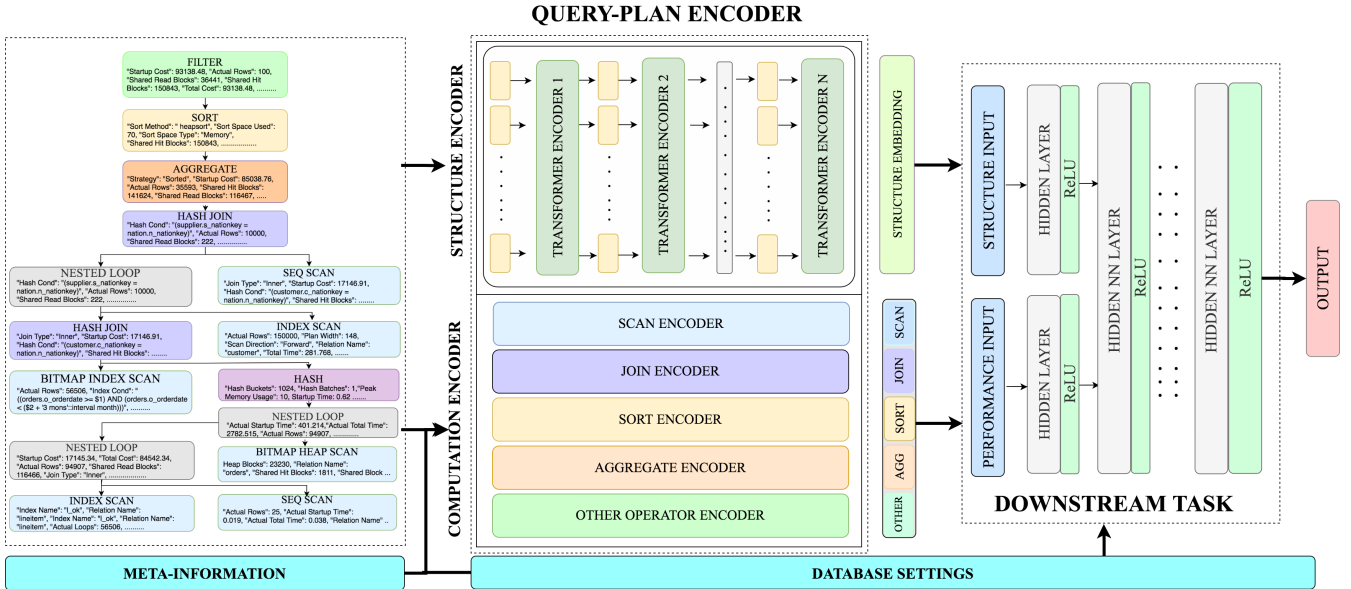 QUERY-PLAN ENCODER
FILTER
"Startup Cost": 93138.48, "Actual Rows": 100,
"Shared Read Blocks": 36441, "Shared Hit
Blocks": 150843, "Total Cost": 93138.48, ..........
SORT
"Sort Method": " heapsort", "Sort Space Used":
70, "Sort Space Type": "Memory",
"Shared Hit Blocks": 150843, .................
AGGREGATE
"Strategy": "Sorted", "Startup Cost": 85038.76,
"Actual Rows": 35593, "Shared Hit Blocks":
141624, "Shared Read Blocks": 116467, .....
HASH JOIN
"Hash Cond": "(supplier.s_nationkey =
nation.n_nationkey)", "Actual Rows": 10000,
"Shared Read Blocks": 222, ...............
NESTED LOOP
"Hash Cond": "(supplier.s_nationkey =
nation.n_nationkey)", "Actual Rows": 10000,
"Shared Read Blocks": 222, ...............
SEQ SCAN
"Join Type": "Inner", "Startup Cost": 17146.91,
"Hash Cond": "(customer.c_nationkey =
nation.n_nationkey)", "Shared Hit Blocks": ........
HASH JOIN
"Join Type": "Inner", "Startup Cost": 17146.91,
"Hash Cond": "(customer.c_nationkey =
nation.n_nationkey)", "Shared Hit Blocks": ........
INDEX SCAN
"Actual Rows": 150000, "Plan Width": 148,
"Scan Direction": "Forward", "Relation Name":
"customer", "Total Time": 281.768, .......
BITMAP INDEX SCAN
"Actual Rows": 56506, "Index Cond": "
((orders.o_orderdate >= $1) AND (orders.o_orderdate
< ($2 + '3 mons'::interval month)))", ..........
HASH
"Hash Buckets": 1024, "Hash Batches": 1,"Peak
Memory Usage": 10, Startup Time: 0.62 .......
NESTED LOOP
"Actual Startup Time": 401.214,"Actual Total Time":
2782.515, "Actual Rows": 94907, .............
NESTED LOOP
"Startup Cost": 17145.34, "Total Cost": 84542.34,
"Actual Rows": 94907, "Shared Read Blocks":
116466, "Join Type": "Inner", ........
BITMAP HEAP SCAN
Heap Blocks": 23230, "Relation Name":
"orders", "Shared Hit Blocks": 1811, "Shared Block ...
INDEX SCAN
"Index Name": "l_ok", "Relation Name":
"lineitem", "Index Name": "l_ok", "Relation Name":
"lineitem", "Actual Loops": 56506, ........
SEQ SCAN
"Actual Rows": 25, "Actual Startup Time":
0.019, "Actual Total Time": 0.038, "Relation Name" ..
META-INFORMATION
STRUCTURE ENCODER
TRANSFORMER ENCODER 1
TRANSFORMER ENCODER 2
TRANSFORMER ENCODER N
COMPUTATION ENCODER
SCAN ENCODER
JOIN ENCODER
SORT ENCODER
AGGREGATE ENCODER
OTHER OPERATOR ENCODER
DATABASE SETTINGS
STRUCTURE EMBEDDING
SCAN
JOIN
SORT
AGG
OTHER
STRUCTURE INPUT
HIDDEN LAYER
ReLU
PERFORMANCE INPUT
HIDDEN LAYER
ReLU
HIDDEN NN LAYER
ReLU
HIDDEN NN LAYER
ReLU
DOWNSTREAM TASK
OUTPUT